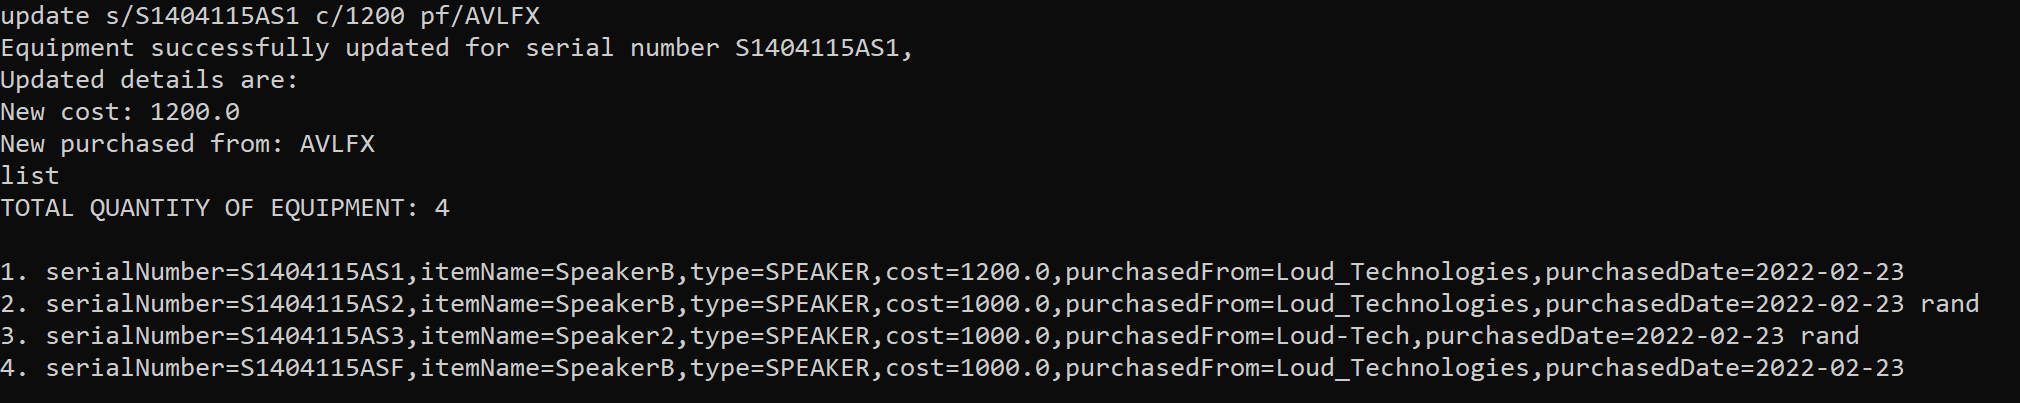 update s/S1404115AS1 c/1200 pf/AVLFX
Equipment successfully updated for serial number S1404115AS1,
Updated details are:
New cost: 1200.0
New purchased from: AVLFX
list
TOTAL QUANTITY OF EQUIPMENT: 4
1. serialNumber=S1404115AS1,itemName=SpeakerB,type=SPEAKER,cost=1200.0,purchasedFrom=Loud_Technologies,purchasedDate=2022-02-23
2. serialNumber=S1404115AS2,itemName=SpeakerB,type=SPEAKER,cost=1000.0,purchasedFrom=Loud_Technologies,purchasedDate=2022-02-23 rand
3. serialNumber=S1404115AS3,itemName=Speaker2,type=SPEAKER,cost=1000.0,purchasedFrom=Loud-Tech,purchasedDate=2022-02-23 rand
4. serialNumber=S1404115ASF,itemName=SpeakerB,type=SPEAKER,cost=1000.0,purchasedFrom=Loud_Technologies,purchasedDate=2022-02-23